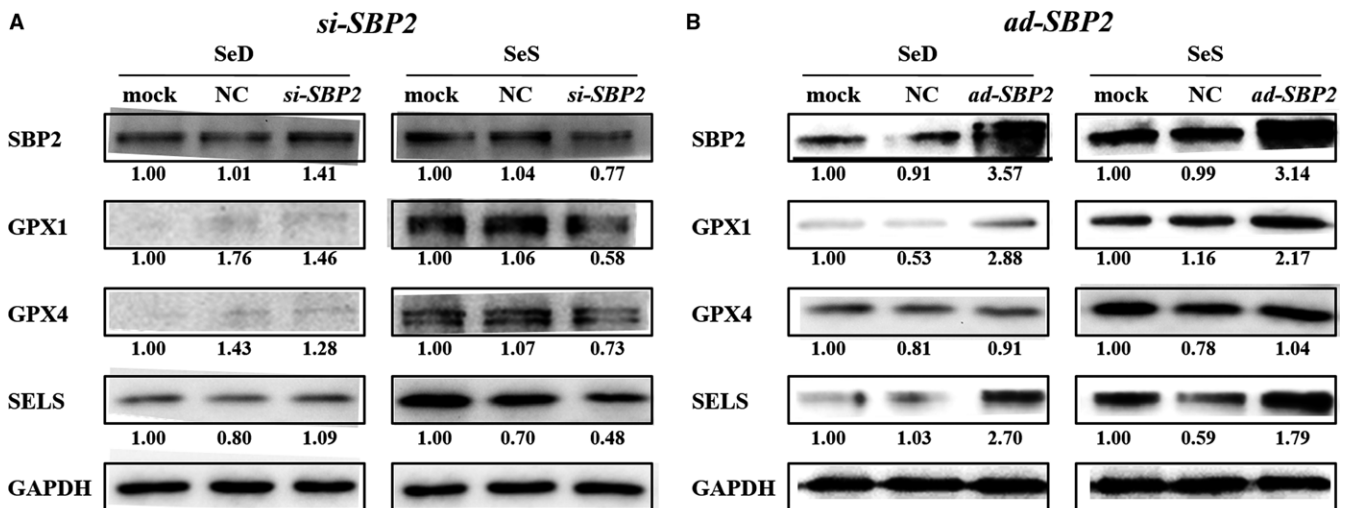 A si-SBP2 B ad-SBP2
SeD SeS SeD SeS
mock NC si-SBP2 mock NC si-SBP2 mock NC ad-SBP2 mock NC ad-SBP2
SBP2 SBP2
1.00 1.01 1.41 1.00 1.04 0.77 1.00 0.91 3.57 1.00 0.99 3.14
GPX1 GPX1
1.00 1.76 1.46 1.00 1.06 0.58 1.00 0.53 2.88 1.00 1.16 2.17
GPX4 GPX4
1.00 1.43 1.28 1.00 1.07 0.73 1.00 0.81 0.91 1.00 0.78 1.04
SELS SELS
1.00 0.80 1.09 1.00 0.70 0.48 1.00 1.03 2.70 1.00 0.59 1.79
GAPDH GAPDH